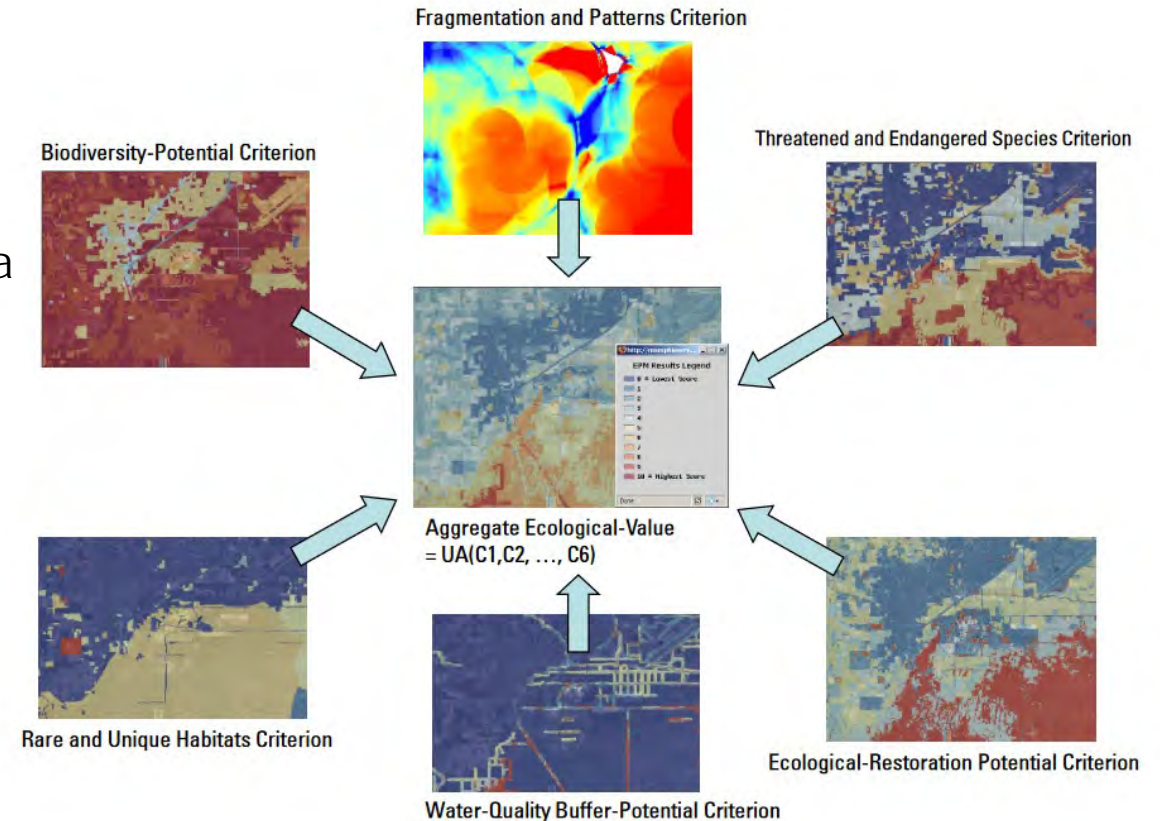 Fragmentation and Patterns Criterion
Biodiversity-Potential Criterion
Threatened and Endangered Species Criterion
a
EPM Results Legend
0 = Lowest Score
1
2
3
4
5
6
7
8
9
10 = Highest Score
Done
Aggregate Ecological-Value
= UA(C1,C2, …, C6)
Rare and Unique Habitats Criterion
Water-Quality Buffer-Potential Criterion
Ecological-Restoration Potential Criterion